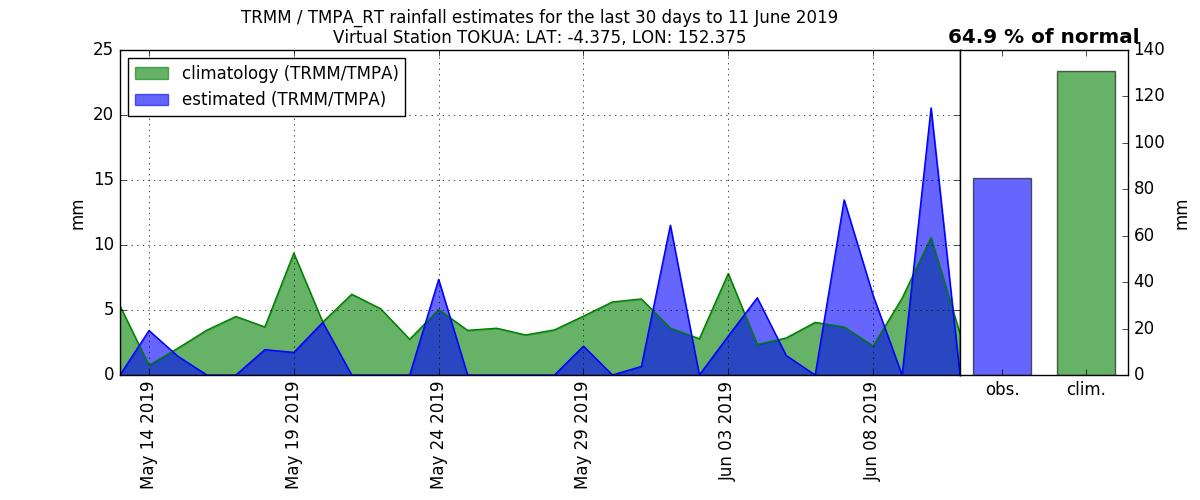 TRMM / TMPA_RT rainfall estimates for the last 30 days to 11 June 2019
Virtual Station TOKUA: LAT: -4.375, LON: 152.375
64.9 % of normal
climatology (TRMM/TMPA)
estimated (TRMM/TMPA)
25
20
15
10
5
0
mm
May 14 2019
May 19 2019
May 24 2019
May 29 2019
Jun 03 2019
Jun 08 2019
obs.
clim.
140
120
100
80
60
40
20
0
mm